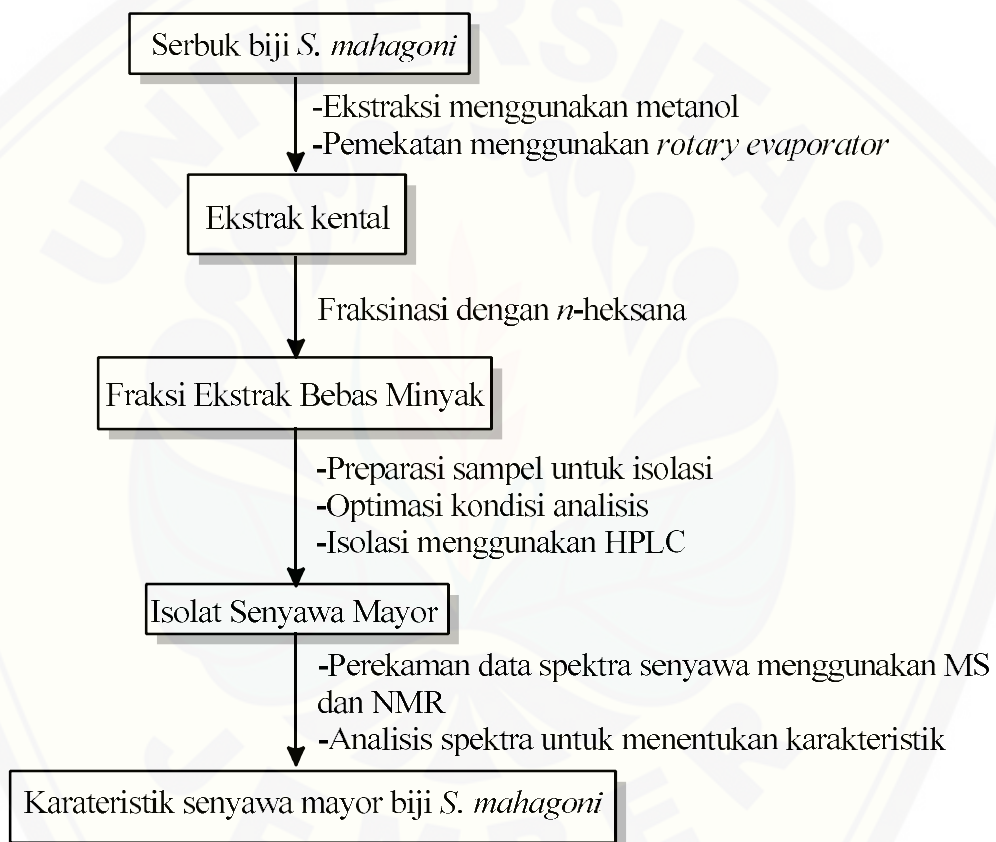 Serbuk biji S. mahagoni
-Ekstraksi menggunakan metanol
-Pemekatan menggunakan rotary evaporator
Ekstrak kental
Fraksinasi dengan n-heksana
Fraksi Ekstrak Bebas Minyak
-Preparasi sampel untuk isolasi
-Optimasi kondisi analisis
-Isolasi menggunakan HPLC
Isolat Senyawa Mayor
-Perekaman data spektra senyawa menggunakan MS
dan NMR
-Analisis spektra untuk menentukan karakteristik
Karateristik senyawa mayor biji S. mahagoni
UNIVERSITAS